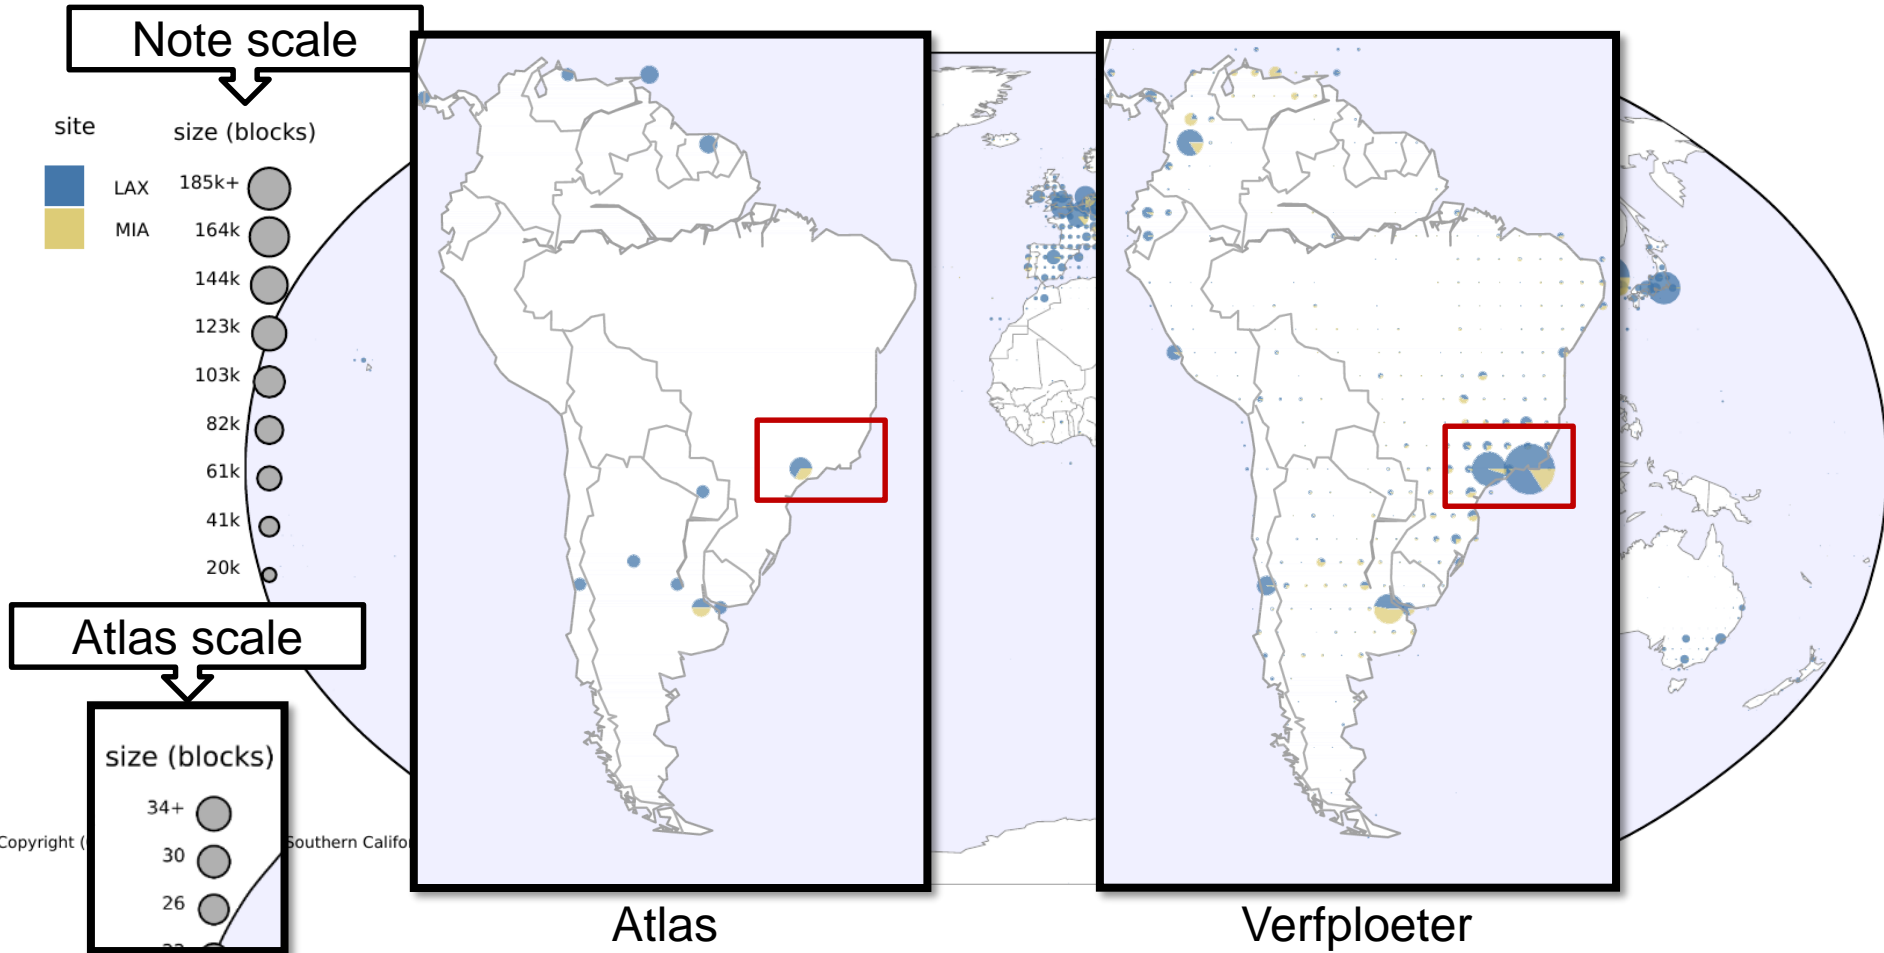 Note scale
site
size (blocks)
LAX
MIA
185k+
164k
144k
123k
103k
82k
61k
41k
20k
Atlas scale
size (blocks)
34+
30
26
Copyright (
Southern Califor
Atlas
Verfploeter